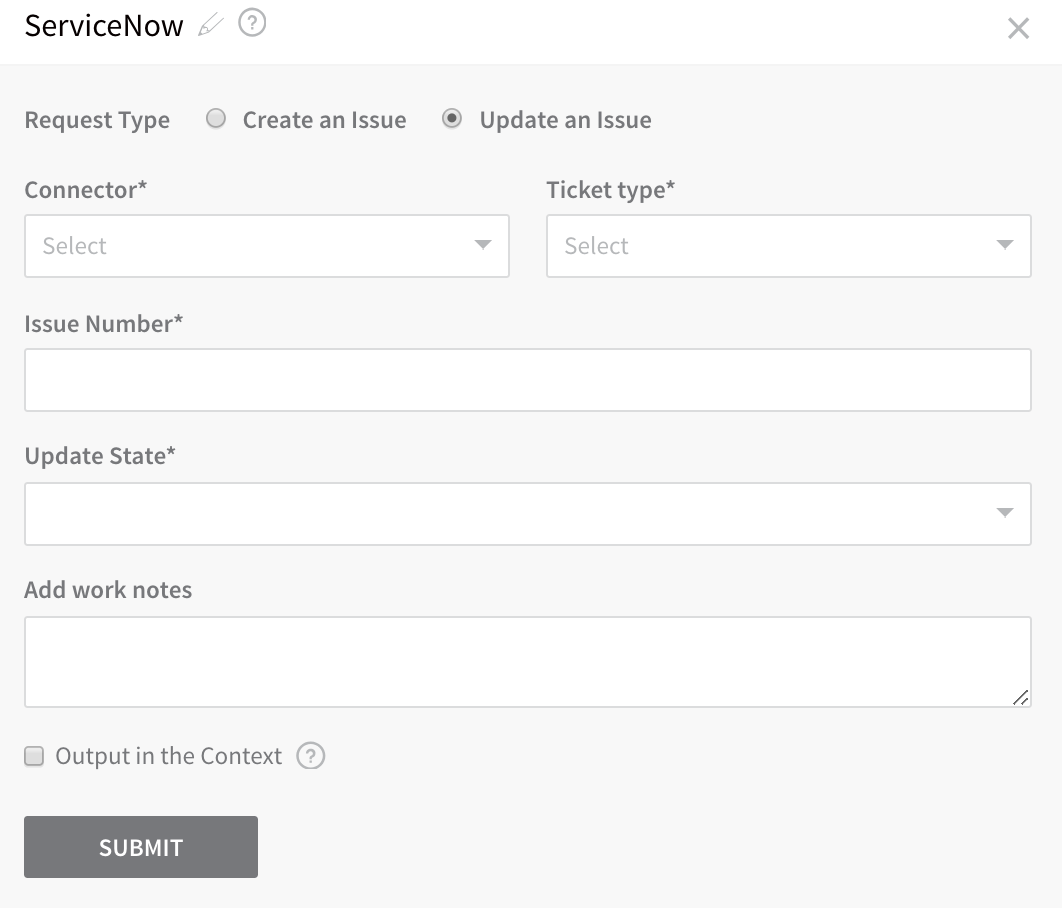 ServiceNow ?
Request Type Create an Issue Update an Issue
Connector* Ticket type*
Select Select
Issue Number*
Update State*
Add work notes
Output in the Context ?
SUBMIT